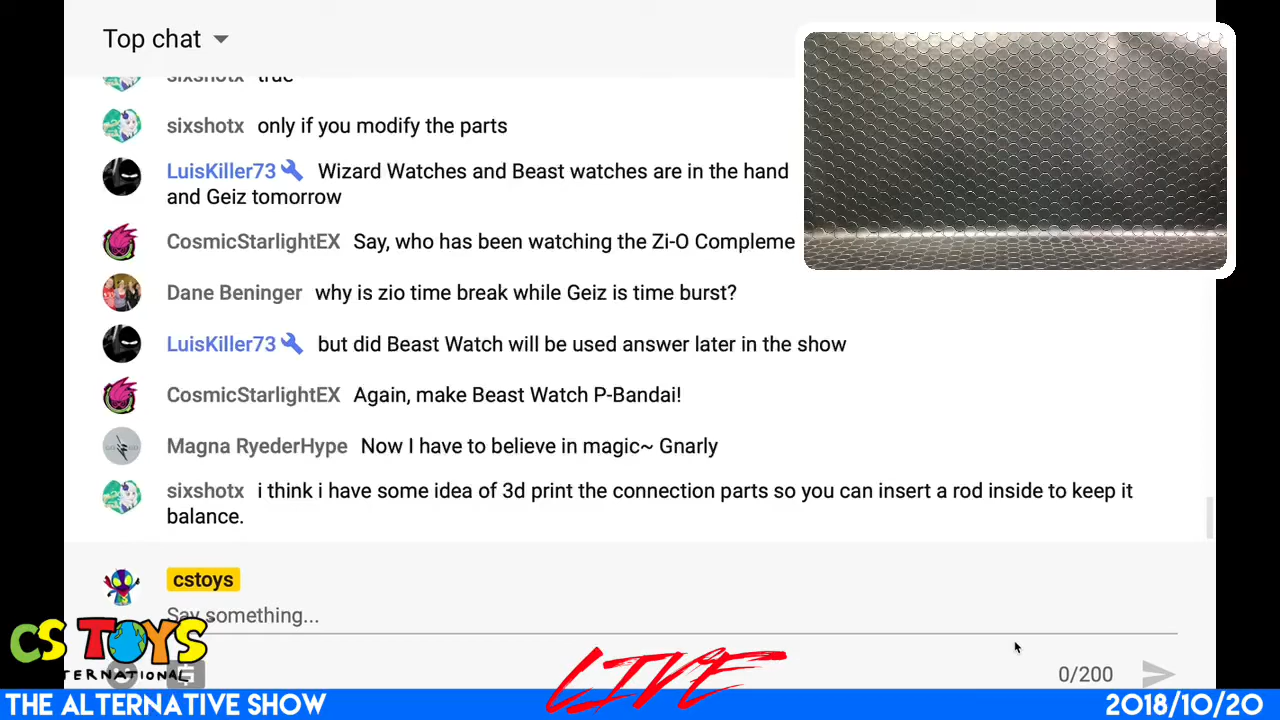 Top chat
sixshotx true
sixshotx only if you modify the parts
LuisKiller73 Wizard Watches and Beast watches are in the hand
and Geiz tomorrow
CosmicStarlightEX Say, who has been watching the Zi-O Compleme
Dane Beninger why is zio time break while Geiz is time burst?
LuisKiller73 but did Beast Watch will be used answer later in the show
CosmicStarlightEX Again, make Beast Watch P-Bandai!
Magna RyederHype Now I have to believe in magic~ Gnarly
sixshotx i think i have some idea of 3d print the connection parts so you can insert a rod inside to keep it
balance.
cstoys
Say something...
CS TOYS
TERNATIONAL
LIVE
0/200
THE ALTERNATIVE SHOW
2018/10/20